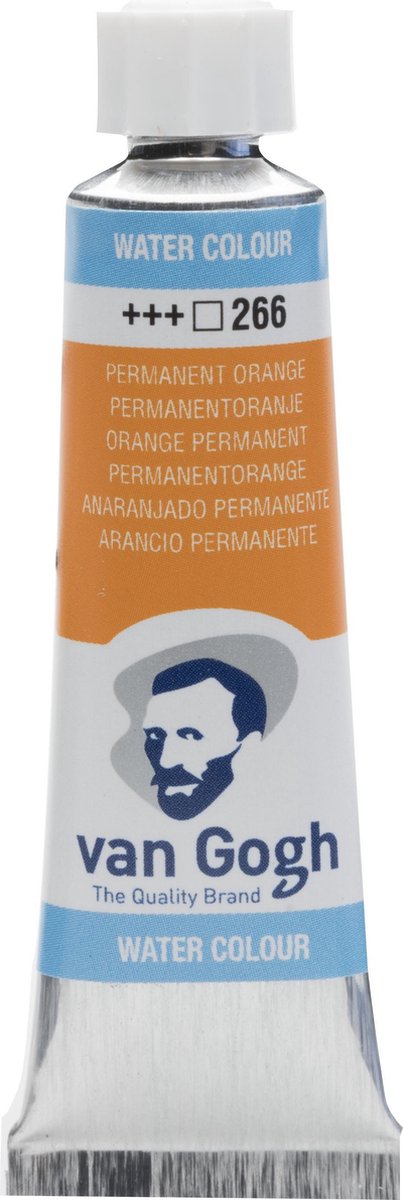 WATER COLOUR
+++ □ 266
PERMANENT ORANGE
PERMANENTORANJE
ORANGE PERMANENT
PERMANENTORANGE
ANARANJADO PERMANENTE
ARANCIO PERMANENTE
van Gogh
The Quality Brand
WATER COLOUR